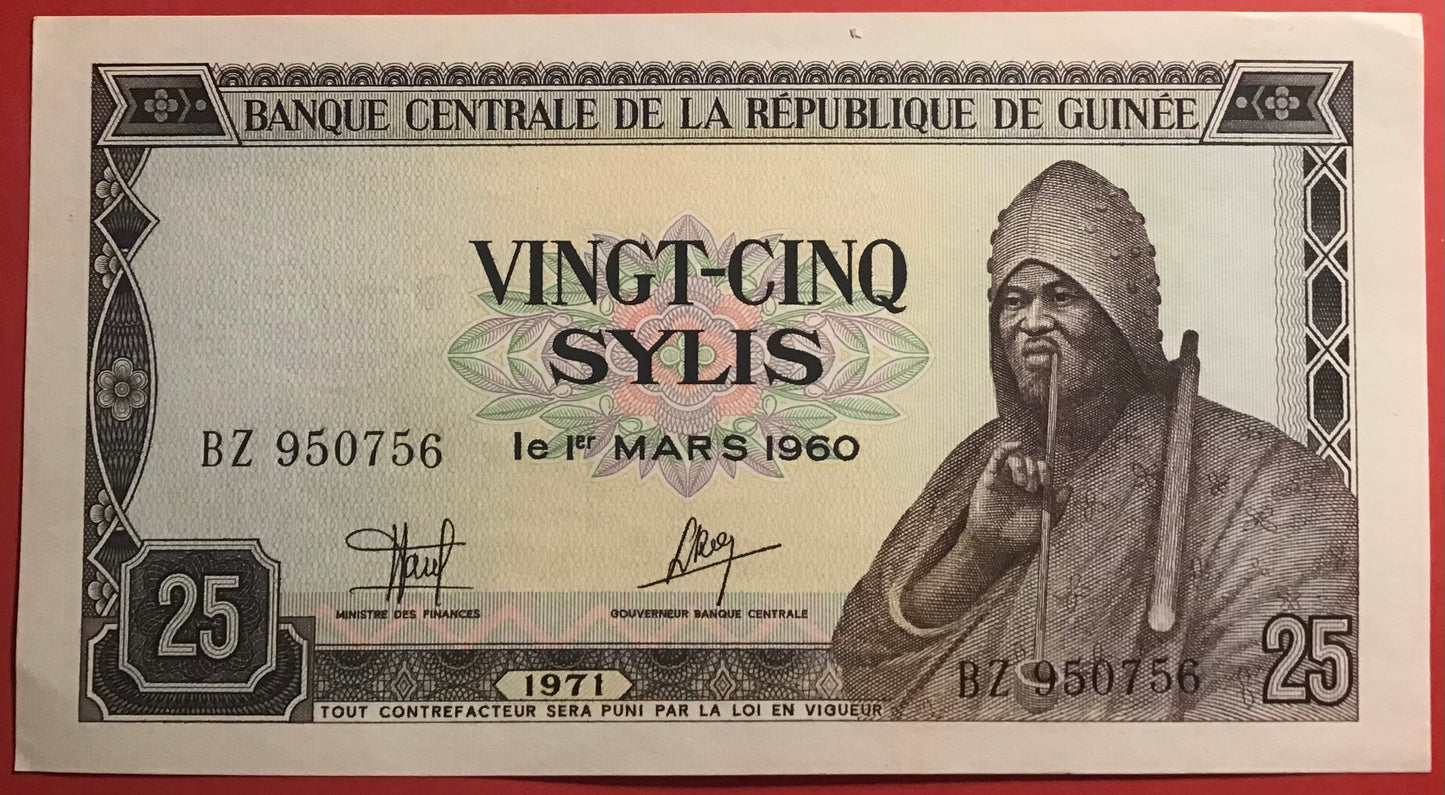 BANQUE CENTRALE DE LA RÉPUBLIQUE DE GUINÉE
VINGT-CINQ
SYLIS
BZ 950756
le 1er MARS 1960
MINISTRE DES FINANCES
GOUVERNEUR BANQUE CENTRALE
25
BZ 950756
25
1971
TOUT CONTREFACTEUR SERA PUNI PAR LA LOI EN VIGUEUR